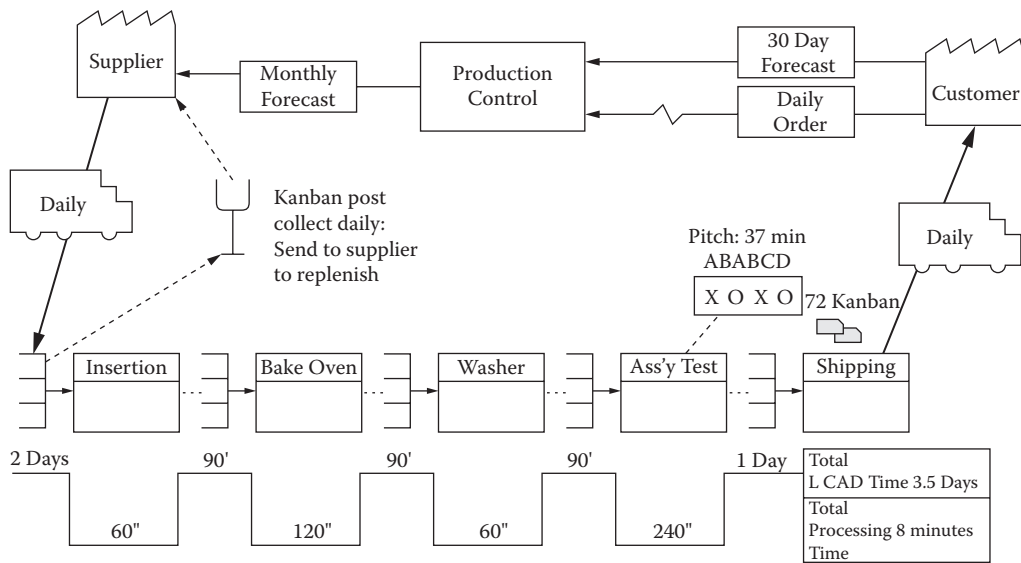 Supplier
Monthly
Forecast
Production
Control
30 Day
Forecast
Daily
Order
Customer
Daily
Kanban post
collect daily:
Send to supplier
to replenish
Pitch: 37 min
ABABCD
X O X O
72 Kanban
Daily
Insertion
Bake Oven
Washer
Ass'y Test
Shipping
2 Days
90'
90'
90'
1 Day
60"
120"
60"
240"
Total
L CAD Time 3.5 Days
Total
Processing 8 minutes
Time